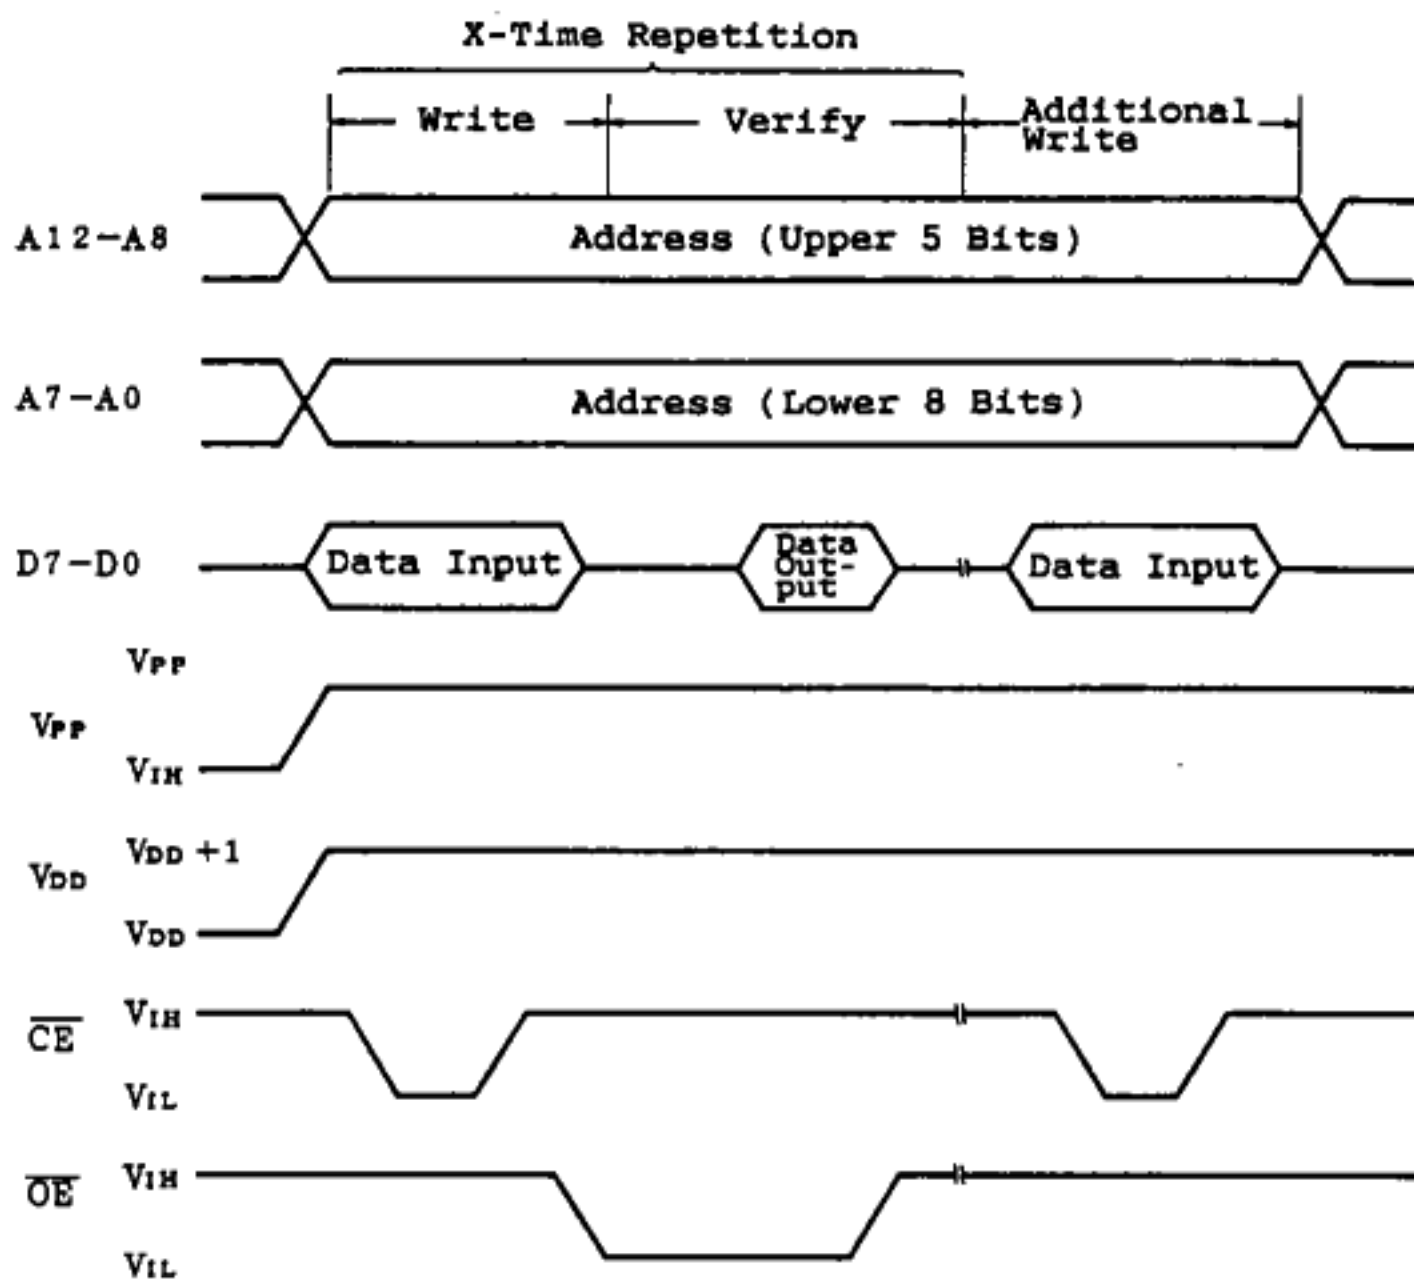 X-Time Repetition
Write
Verify
Additional
Write
A12-A8
Address (Upper 5 Bits)
A7-A0
Address (Lower 8 Bits)
D7-D0
Data Input
Data
Out-
put
Data Input
VPP
VPP
VIH
VDD +1
VDD
VDD
CE
VIH
VIL
OE
VIH
VIL